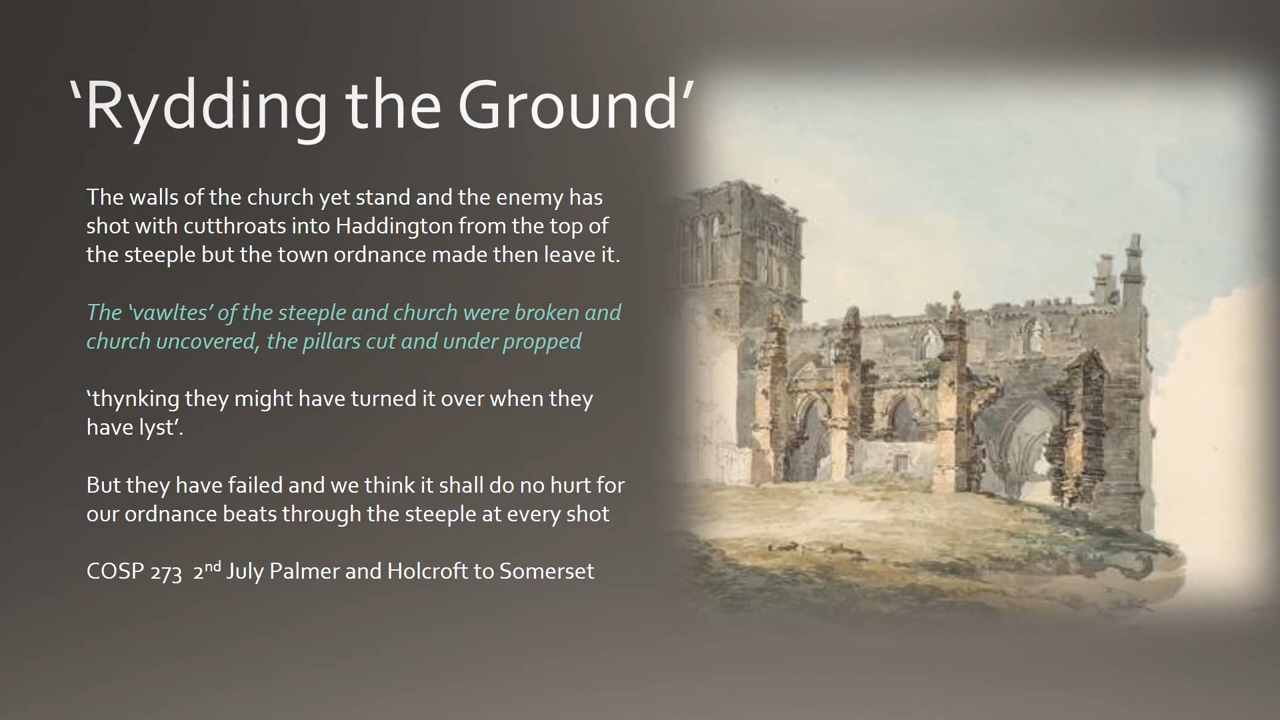 ‘Rydding the Ground’
The walls of the church yet stand and the enemy has
shot with cutthroats into Haddington from the top of
the steeple but the town ordnance made then leave it.
The ‘vawltes’ of the steeple and church were broken and
church uncovered, the pillars cut and under propped
‘thynking they might have turned it over when they
have lyst’.
But they have failed and we think it shall do no hurt for
our ordnance beats through the steeple at every shot
COSP 273 2nd July Palmer and Holcroft to Somerset